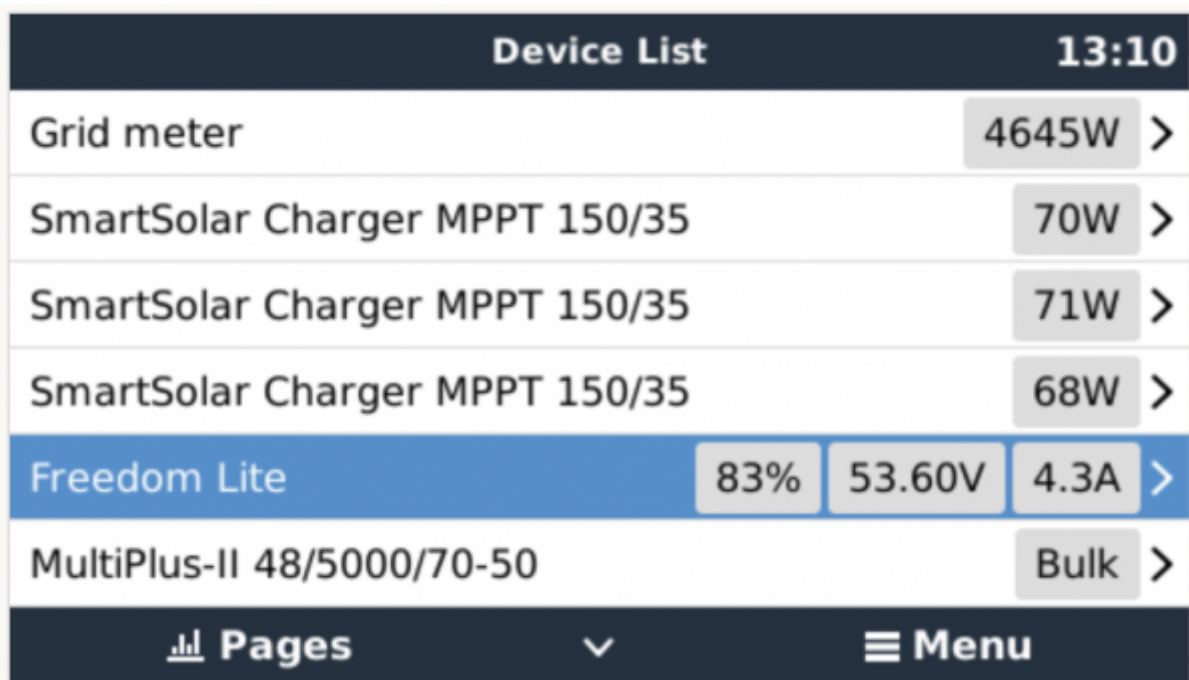 Device List 13:10
Grid meter 4645W
SmartSolar Charger MPPT 150/35 70W
SmartSolar Charger MPPT 150/35 71W
SmartSolar Charger MPPT 150/35 68W
Freedom Lite 83% 53.60V 4.3A
MultiPlus-II 48/5000/70-50 Bulk
Pages Menu